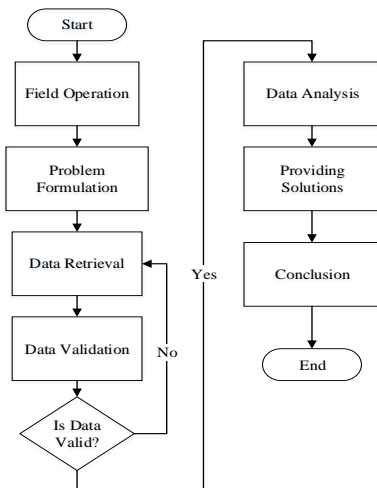 Start
Field Operation
Problem
Formulation
Data Retrieval
Data Validation
No
Is Data
Valid?
Yes
Data Analysis
Providing
Solutions
Conclusion
End